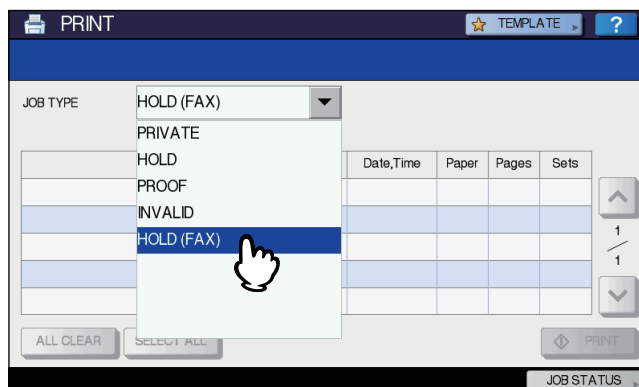 PRINT
TEMPLATE
?
JOB TYPE
HOLD (FAX)
PRIVATE
HOLD
PROOF
INVALID
HOLD (FAX)
Date,Time Paper Pages Sets
1
1
ALL CLEAR
SELECT ALL
PRINT
JOB STATUS